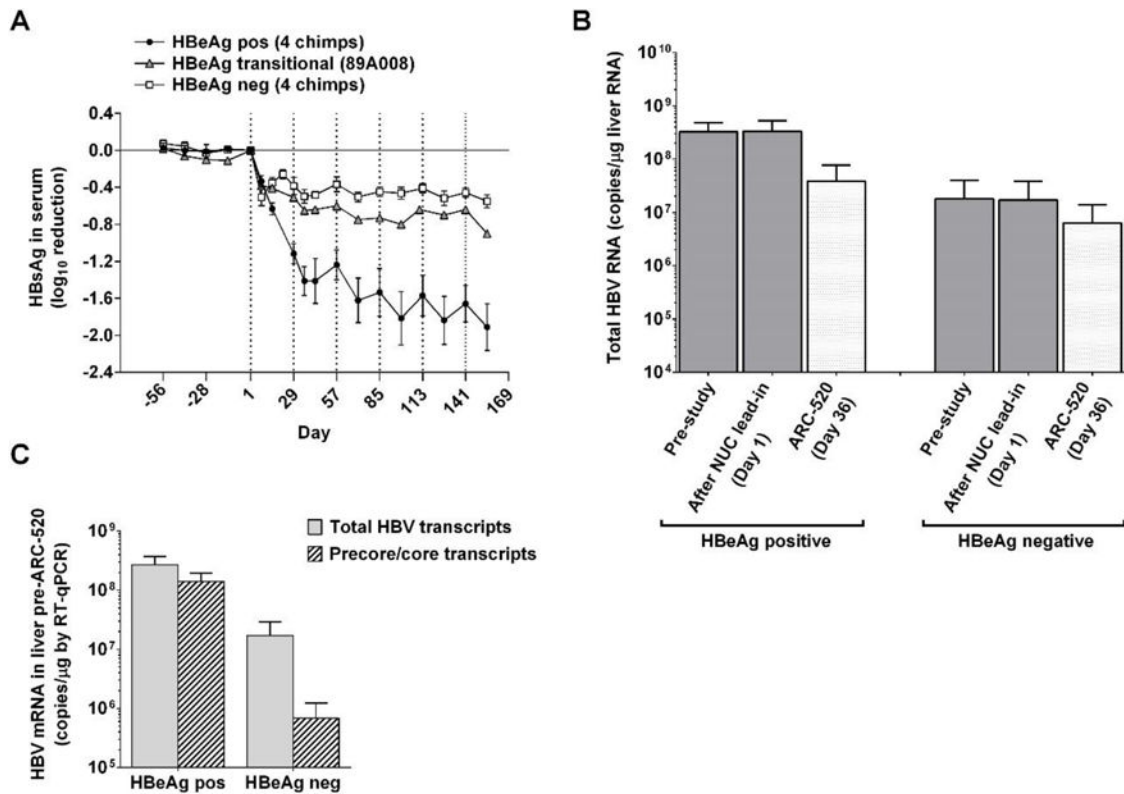 A
HBeAg pos (4 chimps)
HBeAg transitional (89A008)
HBeAg neg (4 chimps)
HBsAg in serum
(log10 reduction)
0.4
0.0
-0.4
-0.8
-1.2
-1.6
-2.0
-2.4
-56
-28
1
29
57
85
113
141
169
Day
B
Total HBV RNA (copies/µg liver RNA)
10^10
10^9
10^8
10^7
10^6
10^5
10^4
Pre-study
After NUC lead-in
(Day 1)
ARC-520
(Day 36)
Pre-study
After NUC lead-in
(Day 1)
ARC-520
(Day 36)
HBeAg positive
HBeAg negative
C
HBV mRNA in liver pre-ARC-520
(copies/µg by RT-qPCR)
10^9
10^8
10^7
10^6
10^5
Total HBV transcripts
Precore/core transcripts
HBeAg pos
HBeAg neg